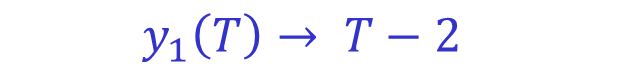 y₁(T) → T − 2